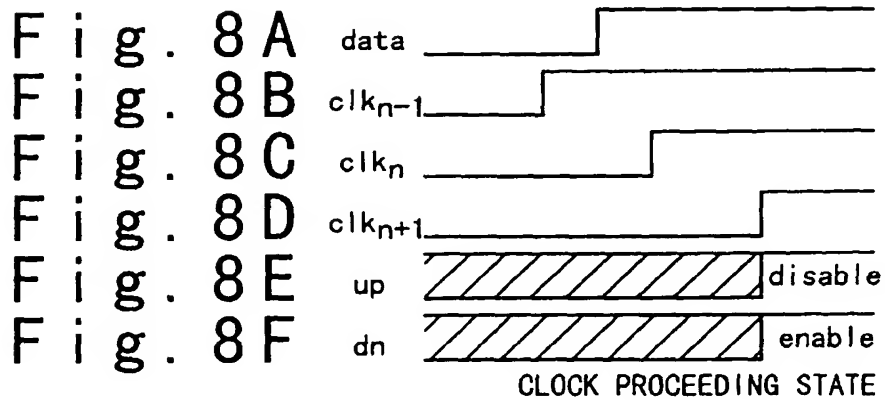 Fig. 8A data
Fig. 8B clkn-1
Fig. 8C clkn
Fig. 8D clkn+1
Fig. 8E up disable
Fig. 8F dn enable
CLOCK PROCEEDING STATE